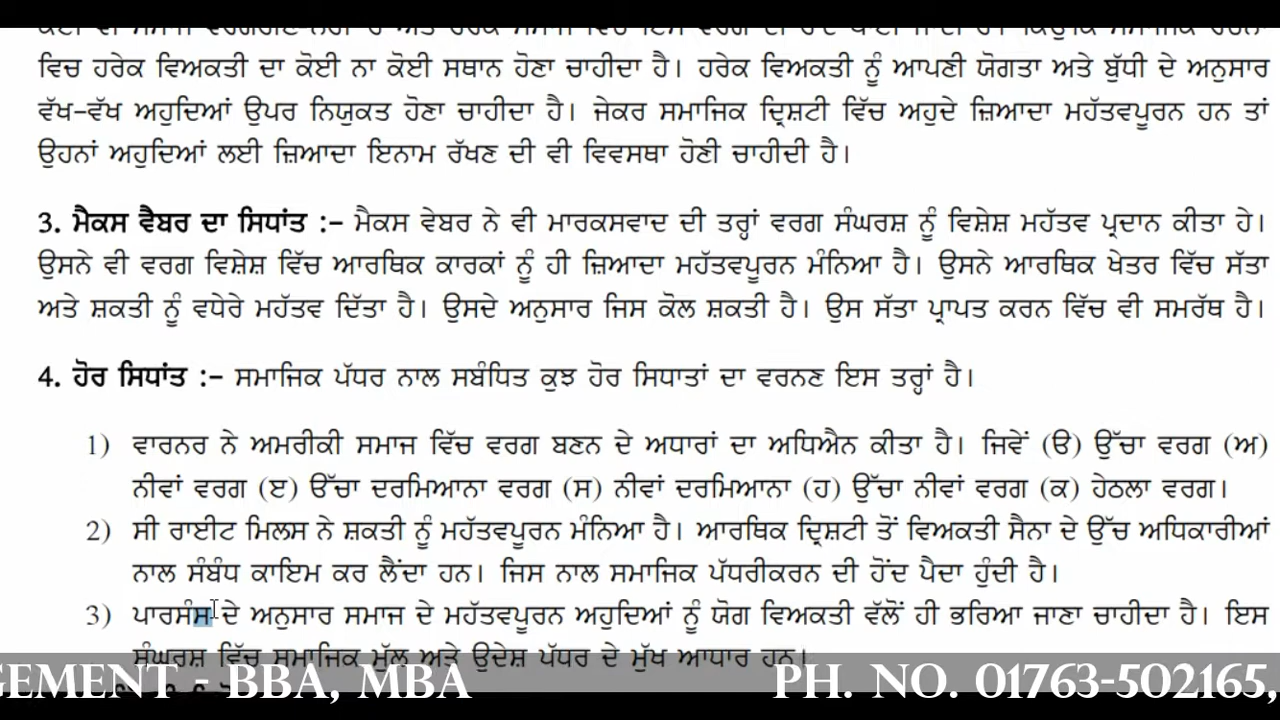 ਵਿਚ ਹਰੇਕ ਵਿਅਕਤੀ ਦਾ ਕੋਈ ਨਾ ਕੋਈ ਸਥਾਨ ਹੋਣਾ ਚਾਹੀਦਾ ਹੈ। ਹਰੇਕ ਵਿਅਕਤੀ ਨੂੰ ਆਪਣੀ ਯੋਗਤਾ ਅਤੇ ਬੁੱਧੀ ਦੇ ਅਨੁਸਾਰ
ਵੱਖ-ਵੱਖ ਅਹੁਦਿਆਂ ਉਪਰ ਨਿਯੁਕਤ ਹੋਣਾ ਚਾਹੀਦਾ ਹੈ। ਜੇਕਰ ਸਮਾਜਿਕ ਦ੍ਰਿਸ਼ਟੀ ਵਿੱਚ ਅਹੁਦੇ ਜ਼ਿਆਦਾ ਮਹੱਤਵਪੂਰਨ ਹਨ ਤਾਂ
ਉਹਨਾਂ ਅਹੁਦਿਆਂ ਲਈ ਜ਼ਿਆਦਾ ਇਨਾਮ ਰੱਖਣ ਦੀ ਵੀ ਵਿਵਸਥਾ ਹੋਣੀ ਚਾਹੀਦੀ ਹੈ।
3. ਮੈਕਸ ਵੈਬਰ ਦਾ ਸਿਧਾਂਤ :- ਮੈਕਸ ਵੇਬਰ ਨੇ ਵੀ ਮਾਰਕਸਵਾਦ ਦੀ ਤਰ੍ਹਾਂ ਵਰਗ ਸੰਘਰਸ਼ ਨੂੰ ਵਿਸ਼ੇਸ਼ ਮਹੱਤਵ ਪ੍ਰਦਾਨ ਕੀਤਾ ਹੇ।
ਉਸਨੇ ਵੀ ਵਰਗ ਵਿਸ਼ੇਸ਼ ਵਿੱਚ ਆਰਥਿਕ ਕਾਰਕਾਂ ਨੂੰ ਹੀ ਜ਼ਿਆਦਾ ਮਹੱਤਵਪੂਰਨ ਮੰਨਿਆ ਹੈ। ਉਸਨੇ ਆਰਥਿਕ ਖੇਤਰ ਵਿੱਚ ਸੱਤਾ
ਅਤੇ ਸ਼ਕਤੀ ਨੂੰ ਵਧੇਰੇ ਮਹੱਤਵ ਦਿੱਤਾ ਹੈ। ਉਸਦੇ ਅਨੁਸਾਰ ਜਿਸ ਕੋਲ ਸ਼ਕਤੀ ਹੈ। ਉਸ ਸੱਤਾ ਪ੍ਰਾਪਤ ਕਰਨ ਵਿੱਚ ਵੀ ਸਮਰੱਥ ਹੈ।
4. ਹੋਰ ਸਿਧਾਂਤ :- ਸਮਾਜਿਕ ਪੱਧਰ ਨਾਲ ਸਬੰਧਿਤ ਕੁਝ ਹੋਰ ਸਿਧਾਤਾਂ ਦਾ ਵਰਨਣ ਇਸ ਤਰ੍ਹਾਂ ਹੈ।
1) ਵਾਰਨਰ ਨੇ ਅਮਰੀਕੀ ਸਮਾਜ ਵਿੱਚ ਵਰਗ ਬਣਨ ਦੇ ਅਧਾਰਾਂ ਦਾ ਅਧਿਐਨ ਕੀਤਾ ਹੈ। ਜਿਵੇਂ (ੳ) ਉੱਚਾ ਵਰਗ (ਅ)
ਨੀਵਾਂ ਵਰਗ (ੲ) ੳੱਚਾ ਦਰਮਿਆਨਾ ਵਰਗ (ਸ) ਨੀਵਾਂ ਦਰਮਿਆਨਾ (ਹ) ਉੱਚਾ ਨੀਵਾਂ ਵਰਗ (ਕ) ਹੇਠਲਾ ਵਰਗ।
2) ਸੀ ਰਾਈਟ ਮਿਲਸ ਨੇ ਸ਼ਕਤੀ ਨੂੰ ਮਹੱਤਵਪੂਰਨ ਮੰਨਿਆ ਹੈ। ਆਰਥਿਕ ਦ੍ਰਿਸ਼ਟੀ ਤੋਂ ਵਿਅਕਤੀ ਸੈਨਾ ਦੇ ਉੱਚ ਅਧਿਕਾਰੀਆਂ
ਨਾਲ ਸੰਬੰਧ ਕਾਇਮ ਕਰ ਲੈਂਦਾ ਹਨ। ਜਿਸ ਨਾਲ ਸਮਾਜਿਕ ਪੱਧਰੀਕਰਨ ਦੀ ਹੋਂਦ ਪੈਦਾ ਹੁੰਦੀ ਹੈ।
3) ਪਾਰਸੰਸ ਦੇ ਅਨੁਸਾਰ ਸਮਾਜ ਦੇ ਮਹੱਤਵਪੂਰਨ ਅਹੁਦਿਆਂ ਨੂੰ ਯੋਗ ਵਿਅਕਤੀ ਵੱਲੋਂ ਹੀ ਭਰਿਆ ਜਾਣਾ ਚਾਹੀਦਾ ਹੈ। ਇਸ
ਸੰਘਰਸ਼ ਵਿੱਚ ਸਮਾਜਿਕ ਮੁੱਲ ਅਤੇ ਉਦੇਸ਼ ਪੱਧਰ ਦੇ ਮੁੱਖ ਆਧਾਰ ਹਨ।
GEMENT - BBA, MBA PH. NO. 01763-502165,